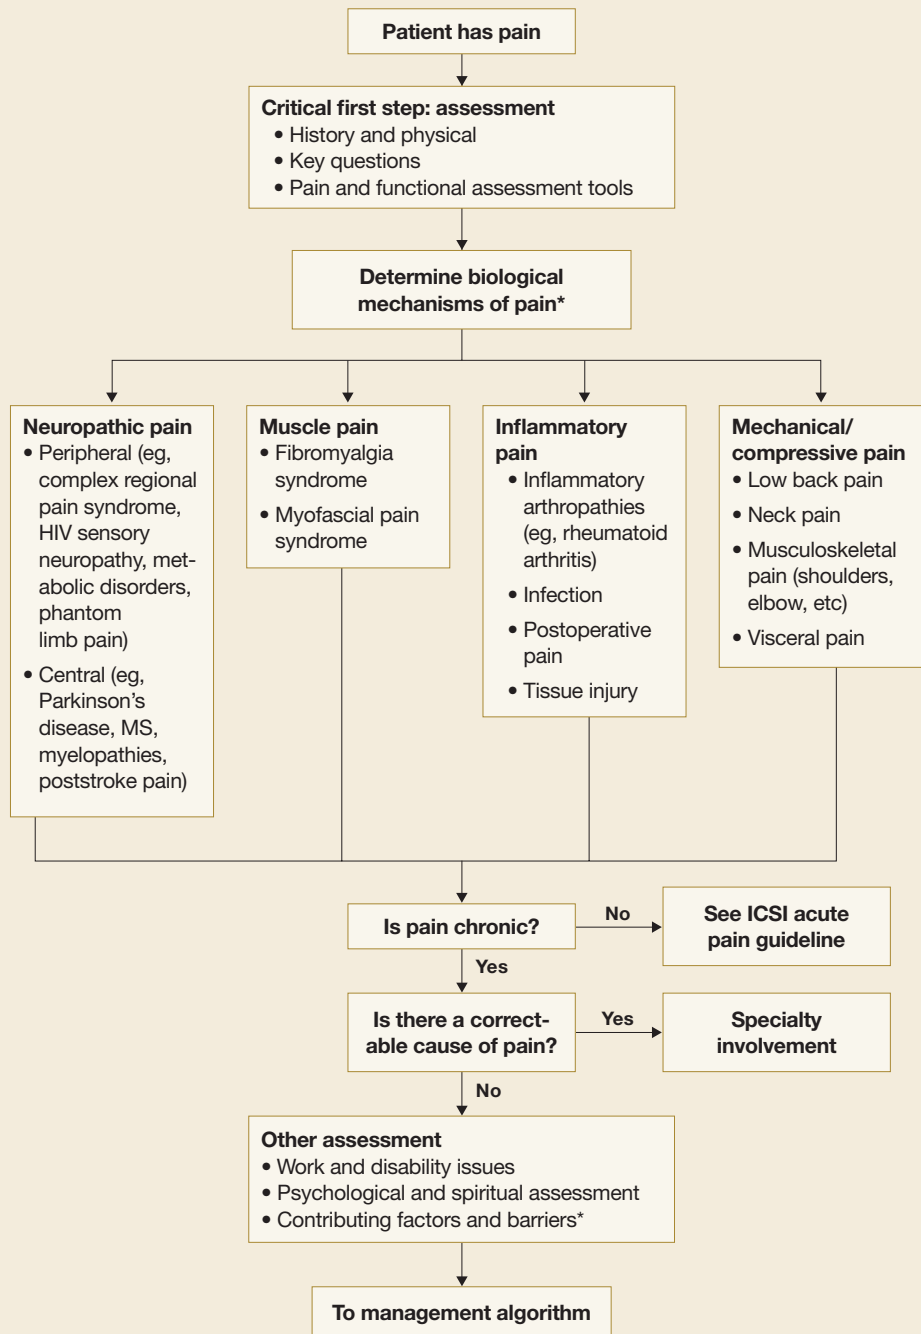 Patient has pain
Critical first step: assessment
• History and physical
• Key questions
• Pain and functional assessment tools
Determine biological
mechanisms of pain*
Neuropathic pain
• Peripheral (eg,
complex regional
pain syndrome,
HIV sensory
neuropathy, met-
abolic disorders,
phantom
limb pain)
• Central (eg,
Parkinson's
disease, MS,
myelopathies,
poststroke pain)
Muscle pain
• Fibromyalgia
syndrome
• Myofascial pain
syndrome
Inflammatory
pain
• Inflammatory
arthropathies
(eg, rheumatoid
arthritis)
• Infection
• Postoperative
pain
• Tissue injury
Mechanical/
compressive pain
• Low back pain
• Neck pain
• Musculoskeletal
pain (shoulders,
elbow, etc)
• Visceral pain
Is pain chronic?
No
See ICSI acute
pain guideline
Yes
Is there a correct-
able cause of pain?
Yes
Specialty
involvement
No
Other assessment
• Work and disability issues
• Psychological and spiritual assessment
• Contributing factors and barriers*
To management algorithm